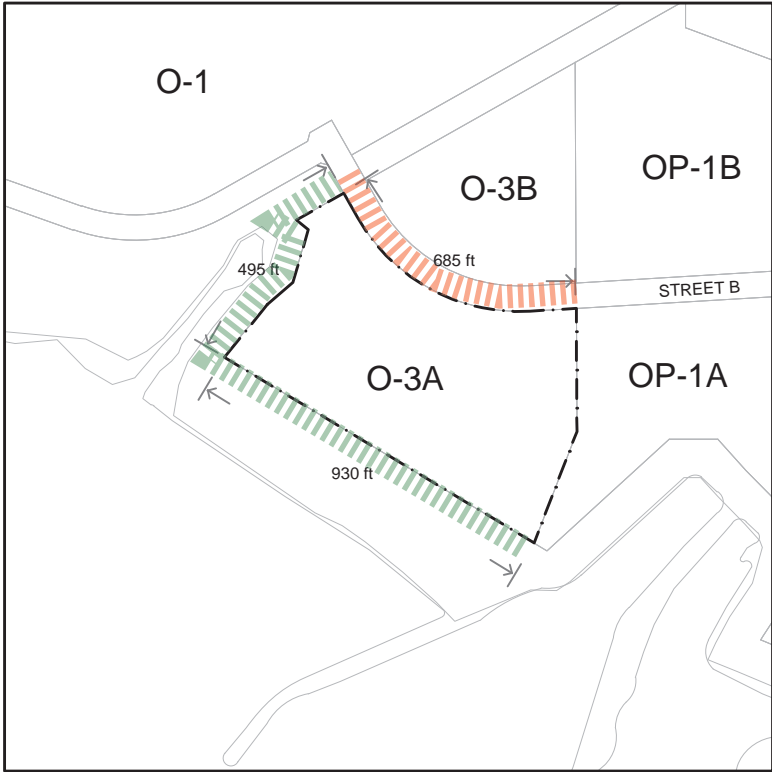 O-1
OP-1B
O-3B
685 ft
495 ft
STREET B
O-3A
OP-1A
930 ft